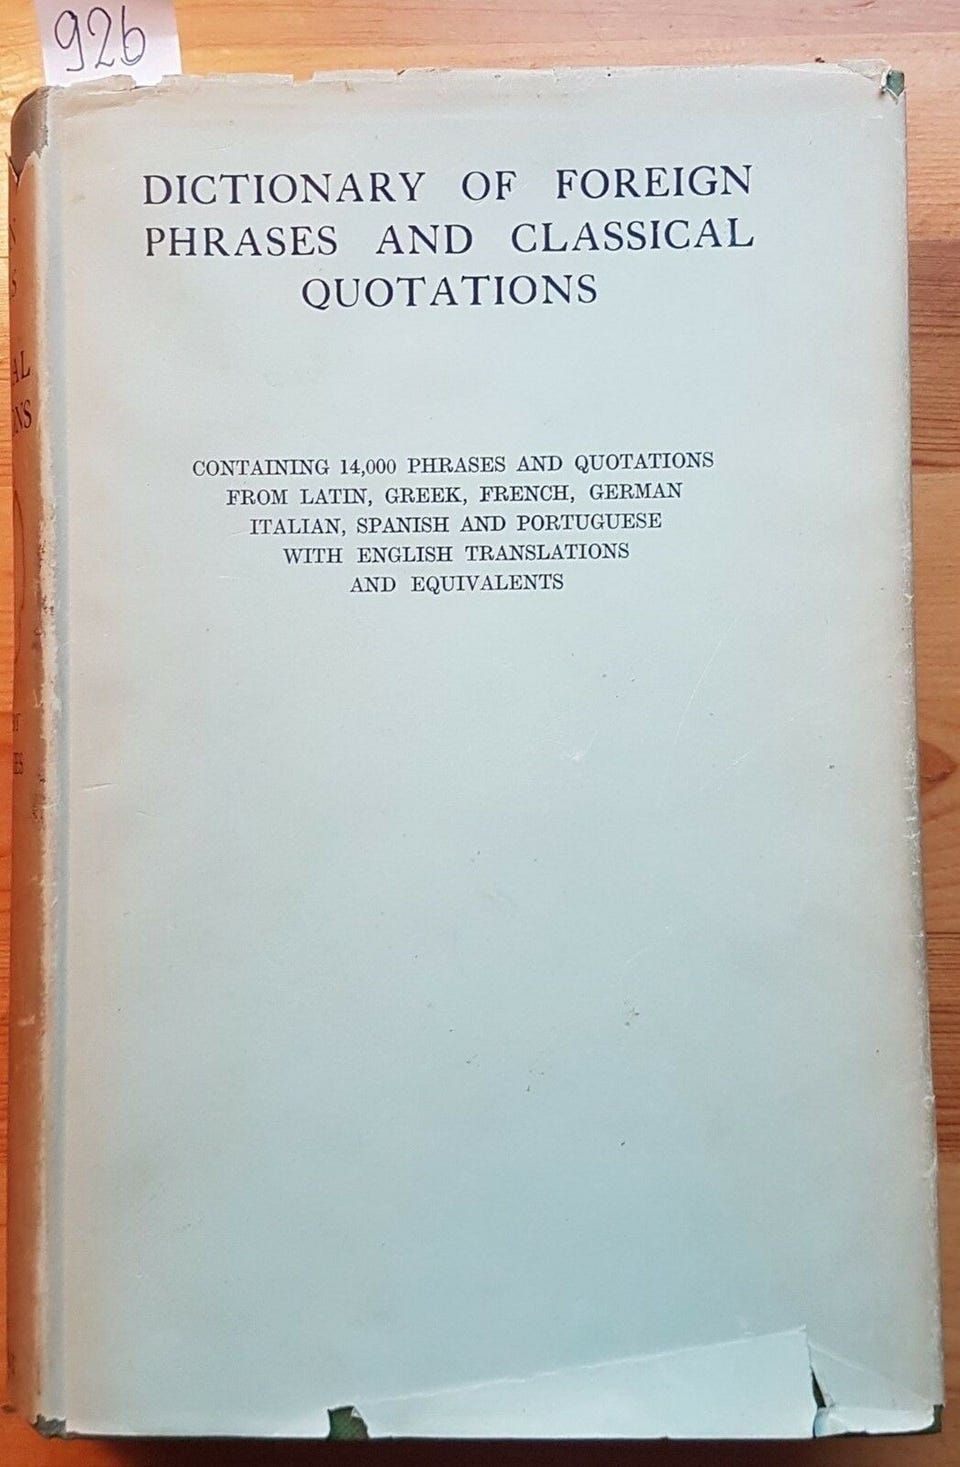 926
DICTIONARY OF FOREIGN
PHRASES AND CLASSICAL
QUOTATIONS
CONTAINING 14,000 PHRASES AND QUOTATIONS
FROM LATIN, GREEK, FRENCH, GERMAN
ITALIAN, SPANISH AND PORTUGUESE
WITH ENGLISH TRANSLATIONS
AND EQUIVALENTS